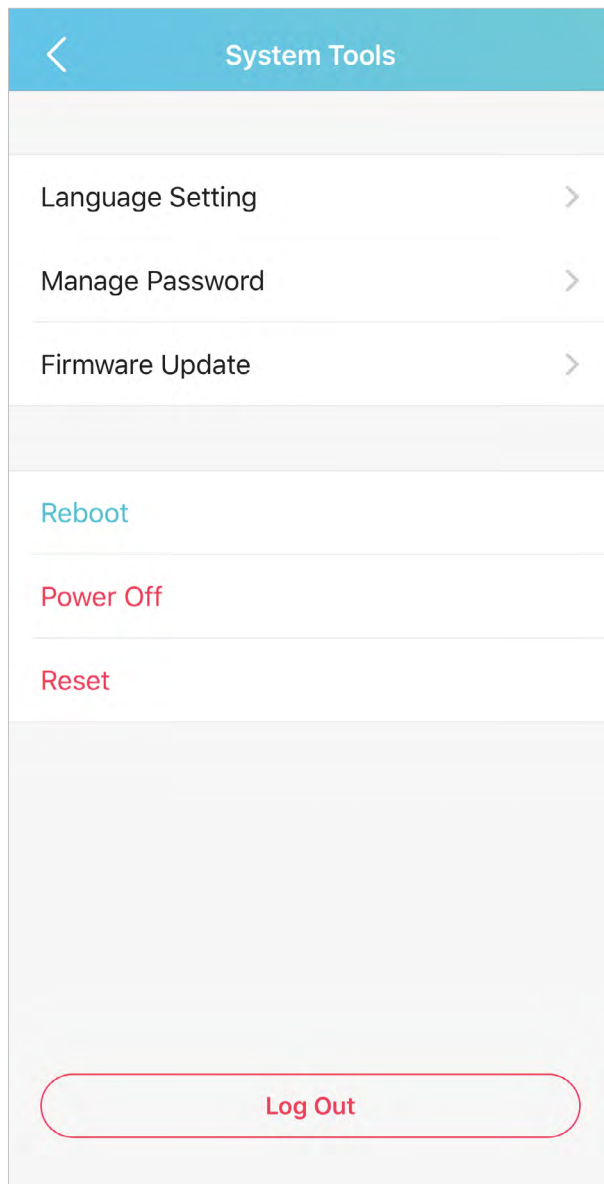 System Tools
Language Setting
Manage Password
Firmware Update
Reboot
Power Off
Reset
Log Out